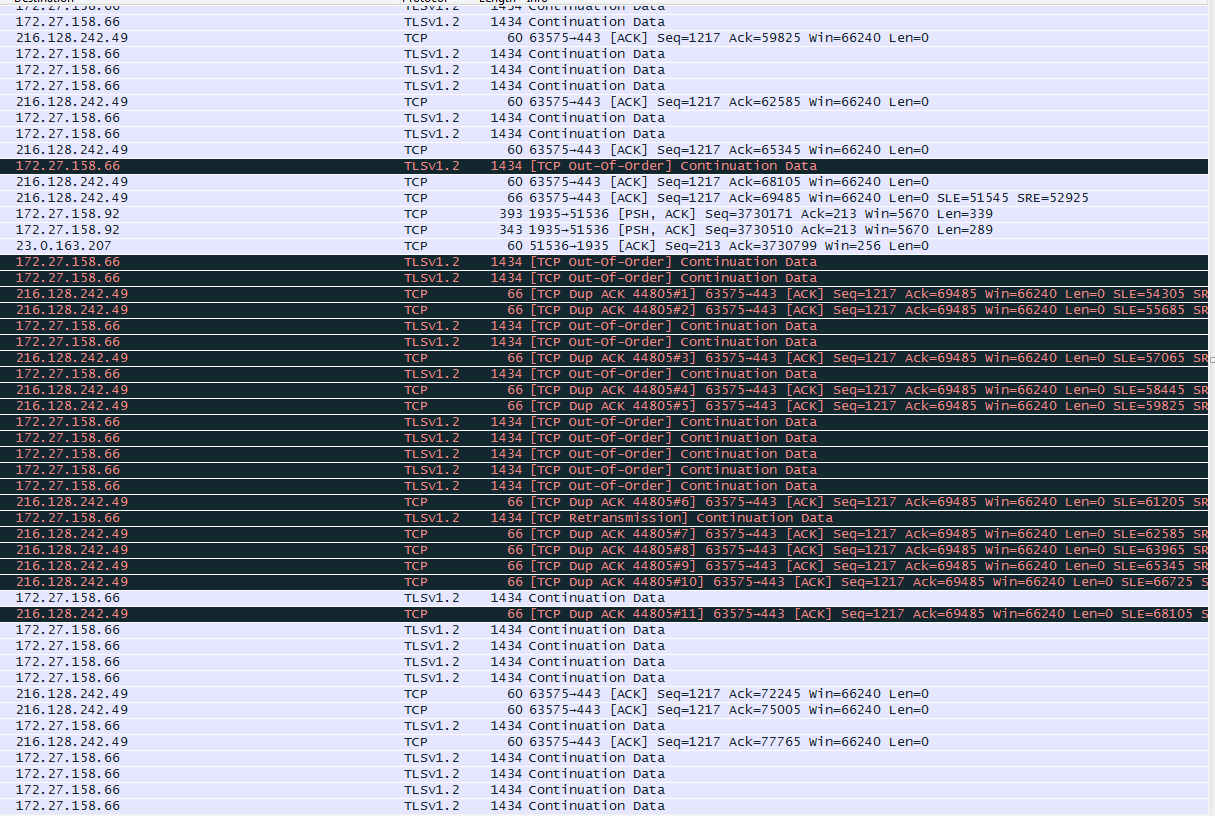 Destination Protocol Length Info
172.27.158.66 TLSv1.2 1434 Continuation Data
172.27.158.66 TLSv1.2 1434 Continuation Data
216.128.242.49 TCP 60 63575→443 [ACK] Seq=1217 Ack=59825 Win=66240 Len=0
172.27.158.66 TLSv1.2 1434 Continuation Data
172.27.158.66 TLSv1.2 1434 Continuation Data
172.27.158.66 TLSv1.2 1434 Continuation Data
216.128.242.49 TCP 60 63575→443 [ACK] Seq=1217 Ack=62585 Win=66240 Len=0
172.27.158.66 TLSv1.2 1434 Continuation Data
172.27.158.66 TLSv1.2 1434 Continuation Data
216.128.242.49 TCP 60 63575→443 [ACK] Seq=1217 Ack=65345 Win=66240 Len=0
172.27.158.66 TLSv1.2 1434 [TCP Out-Of-Order] Continuation Data
216.128.242.49 TCP 60 63575→443 [ACK] Seq=1217 Ack=68105 Win=66240 Len=0
216.128.242.49 TCP 66 63575→443 [ACK] Seq=1217 Ack=69485 Win=66240 Len=0 SLE=51545 SRE=52925
172.27.158.92 TCP 393 1935→51536 [PSH, ACK] Seq=3730171 Ack=213 Win=5670 Len=339
172.27.158.92 TCP 343 1935→51536 [PSH, ACK] Seq=3730510 Ack=213 Win=5670 Len=289
23.0.163.207 TCP 60 51536→1935 [ACK] Seq=213 Ack=3730799 Win=256 Len=0
172.27.158.66 TLSv1.2 1434 [TCP Out-Of-Order] Continuation Data
172.27.158.66 TLSv1.2 1434 [TCP Out-Of-Order] Continuation Data
216.128.242.49 TCP 66 [TCP Dup ACK 44805#1] 63575→443 [ACK] Seq=1217 Ack=69485 Win=66240 Len=0 SLE=54305 SR
216.128.242.49 TCP 66 [TCP Dup ACK 44805#2] 63575→443 [ACK] Seq=1217 Ack=69485 Win=66240 Len=0 SLE=55685 SR
172.27.158.66 TLSv1.2 1434 [TCP Out-Of-Order] Continuation Data
172.27.158.66 TLSv1.2 1434 [TCP Out-Of-Order] Continuation Data
216.128.242.49 TCP 66 [TCP Dup ACK 44805#3] 63575→443 [ACK] Seq=1217 Ack=69485 Win=66240 Len=0 SLE=57065 SR
172.27.158.66 TLSv1.2 1434 [TCP Out-Of-Order] Continuation Data
216.128.242.49 TCP 66 [TCP Dup ACK 44805#4] 63575→443 [ACK] Seq=1217 Ack=69485 Win=66240 Len=0 SLE=58445 SR
216.128.242.49 TCP 66 [TCP Dup ACK 44805#5] 63575→443 [ACK] Seq=1217 Ack=69485 Win=66240 Len=0 SLE=59825 SR
172.27.158.66 TLSv1.2 1434 [TCP Out-Of-Order] Continuation Data
172.27.158.66 TLSv1.2 1434 [TCP Out-Of-Order] Continuation Data
172.27.158.66 TLSv1.2 1434 [TCP Out-Of-Order] Continuation Data
172.27.158.66 TLSv1.2 1434 [TCP Out-Of-Order] Continuation Data
172.27.158.66 TLSv1.2 1434 [TCP Out-Of-Order] Continuation Data
216.128.242.49 TCP 66 [TCP Dup ACK 44805#6] 63575→443 [ACK] Seq=1217 Ack=69485 Win=66240 Len=0 SLE=61205 SR
172.27.158.66 TLSv1.2 1434 [TCP Retransmission] Continuation Data
216.128.242.49 TCP 66 [TCP Dup ACK 44805#7] 63575→443 [ACK] Seq=1217 Ack=69485 Win=66240 Len=0 SLE=62585 SR
216.128.242.49 TCP 66 [TCP Dup ACK 44805#8] 63575→443 [ACK] Seq=1217 Ack=69485 Win=66240 Len=0 SLE=63965 SR
216.128.242.49 TCP 66 [TCP Dup ACK 44805#9] 63575→443 [ACK] Seq=1217 Ack=69485 Win=66240 Len=0 SLE=65345 SR
216.128.242.49 TCP 66 [TCP Dup ACK 44805#10] 63575→443 [ACK] Seq=1217 Ack=69485 Win=66240 Len=0 SLE=66725 S
172.27.158.66 TLSv1.2 1434 Continuation Data
216.128.242.49 TCP 66 [TCP Dup ACK 44805#11] 63575→443 [ACK] Seq=1217 Ack=69485 Win=66240 Len=0 SLE=68105 S
172.27.158.66 TLSv1.2 1434 Continuation Data
172.27.158.66 TLSv1.2 1434 Continuation Data
172.27.158.66 TLSv1.2 1434 Continuation Data
172.27.158.66 TLSv1.2 1434 Continuation Data
216.128.242.49 TCP 60 63575→443 [ACK] Seq=1217 Ack=72245 Win=66240 Len=0
216.128.242.49 TCP 60 63575→443 [ACK] Seq=1217 Ack=75005 Win=66240 Len=0
172.27.158.66 TLSv1.2 1434 Continuation Data
216.128.242.49 TCP 60 63575→443 [ACK] Seq=1217 Ack=77765 Win=66240 Len=0
172.27.158.66 TLSv1.2 1434 Continuation Data
172.27.158.66 TLSv1.2 1434 Continuation Data
172.27.158.66 TLSv1.2 1434 Continuation Data
172.27.158.66 TLSv1.2 1434 Continuation Data